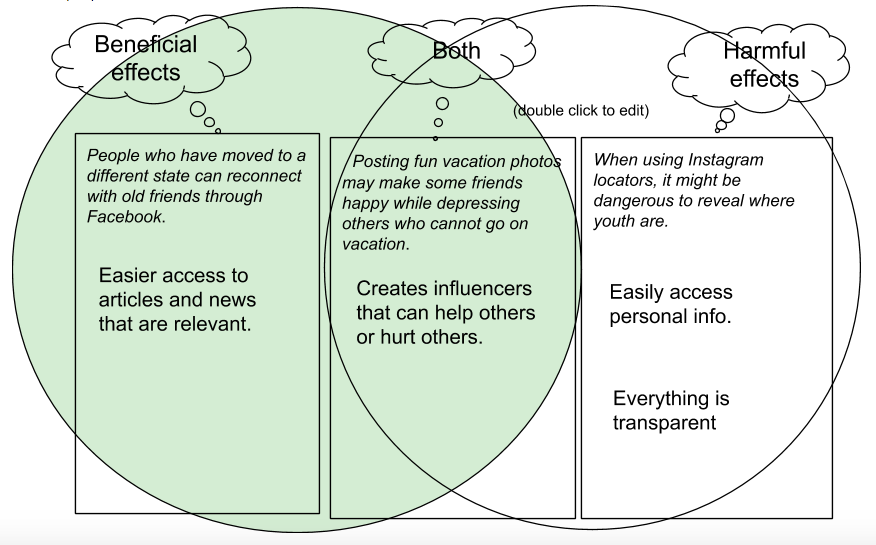 Beneficial
effects
Both
Harmful
effects
(double click to edit)
People who have moved to a
different state can reconnect
with old friends through
Facebook.
Easier access to
articles and news
that are relevant.
Posting fun vacation photos
may make some friends
happy while depressing
others who cannot go on
vacation.
Creates influencers
that can help others
or hurt others.
When using Instagram
locators, it might be
dangerous to reveal where
youth are.
Easily access
personal info.
Everything is
transparent